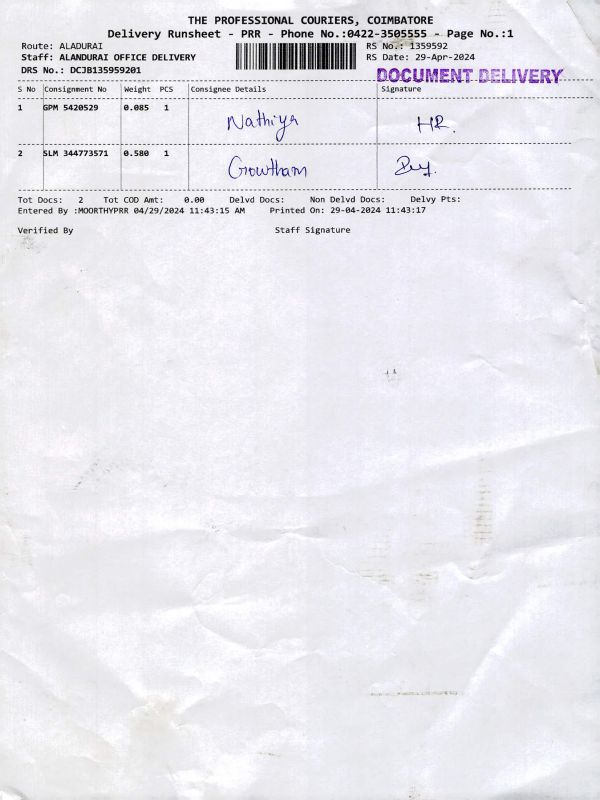 THE PROFESSIONAL COURIERS, COIMBATORE
Delivery Runsheet - PRR - Phone No.:0422-3505555 - Page No.:1
Route: ALADURAI RS No.: 1359592
Staff: ALANDURAI OFFICE DELIVERY RS Date: 29-Apr-2024
DRS No.: DCJB135959201 DOCUMENT DELIVERY
S No Consignment No Weight PCS Consignee Details Signature
1 GPM 5420529 0.085 1 Nathiya HR.
2 SLM 344773571 0.580 1 Growtham
Tot Docs: 2 Tot COD Amt: 0.00 Delvd Docs: Non Delvd Docs: Delvy Pts:
Entered By :MOORTHYPRR 04/29/2024 11:43:15 AM Printed On: 29-04-2024 11:43:17
Verified By Staff Signature